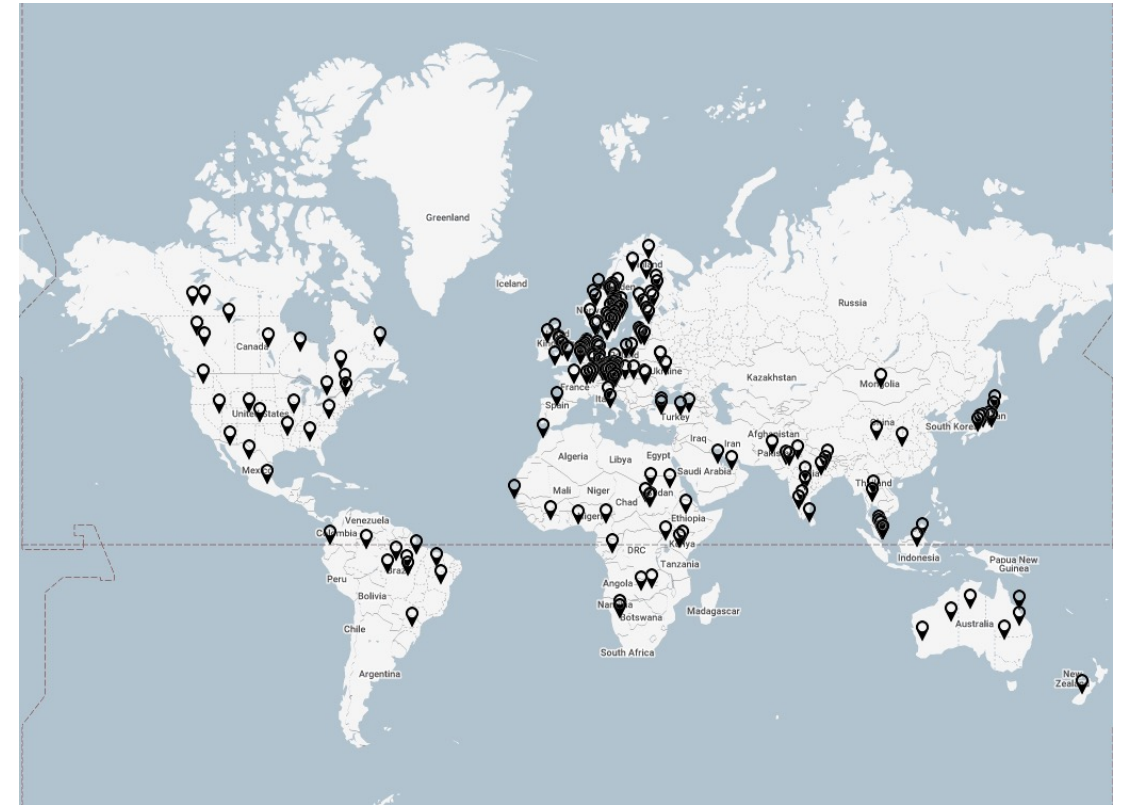 Greenland
Iceland
Russia
Canada
Kazakhstan
Mongolia
France
Spain
Turkey
United States
South Korea
Iraq
Iran
Afghanistan
Algeria
Libya
Egypt
Saudi Arabia
Mexico
Mali
Niger
Chad
Venezuela
Colombia
Ethiopia
DRC
Kenya
Indonesia
Papua New
Guinea
Peru
Tanzania
Angola
Bolivia
Madagascar
Botswana
Chile
Australia
South Africa
Argentina
New
Zealand